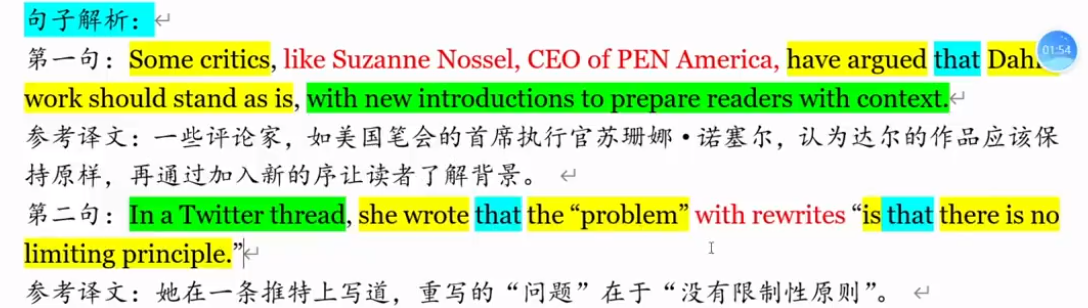 句子解析：
第一句：Some critics, like Suzanne Nossel, CEO of PEN America, have argued that
work should stand as is, with new introductions to prepare readers with context.
参考译文：一些评论家，如美国笔会的首席执行官苏珊娜•诺塞尔，认为达尔的作品应该保
持原样，再通过加入新的序让读者了解背景。
第二句：In a Twitter thread, she wrote that the “problem” with rewrites “is that there is no
limiting principle.”
参考译文：她在一条推特上写道，重写的“问题”在于“没有限制性原则”。
01:54